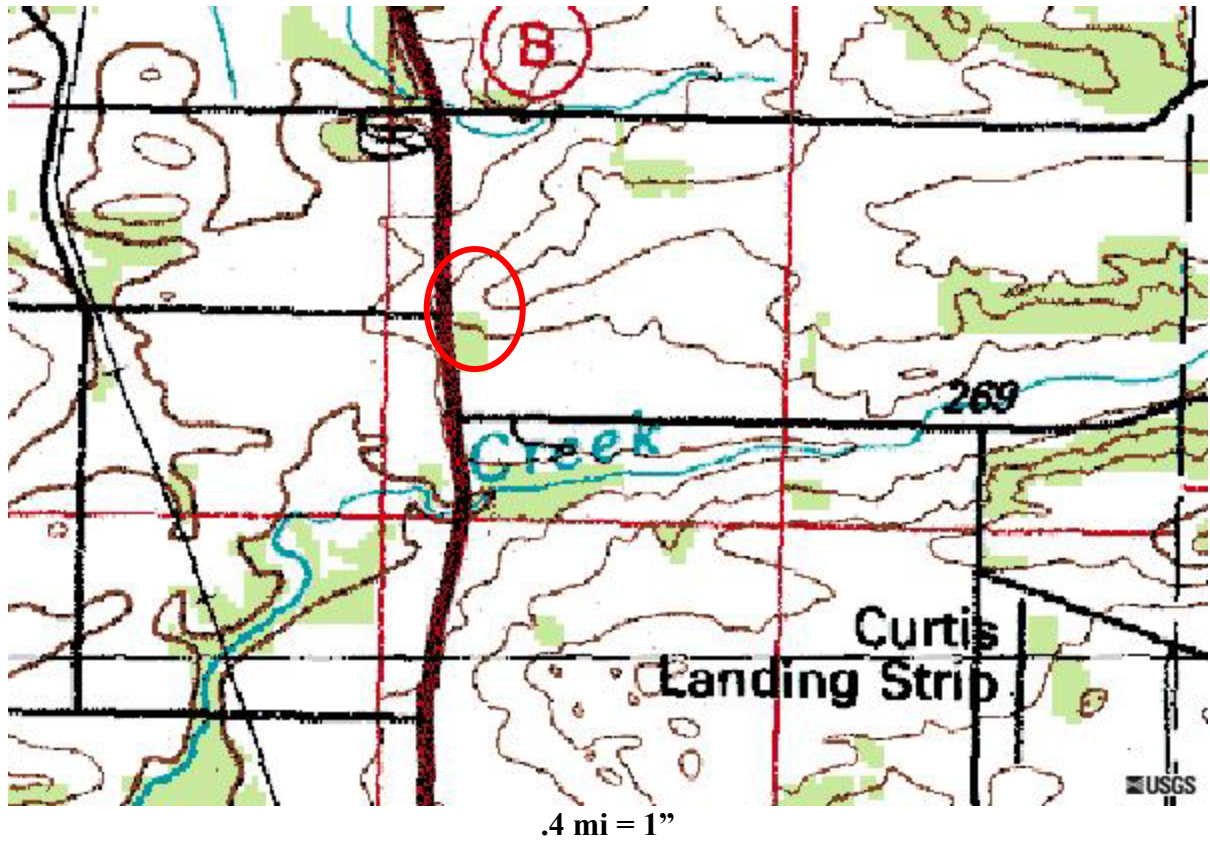 B
269
Creek
Curtis
Landing Strip
USGS
.4 mi = 1”